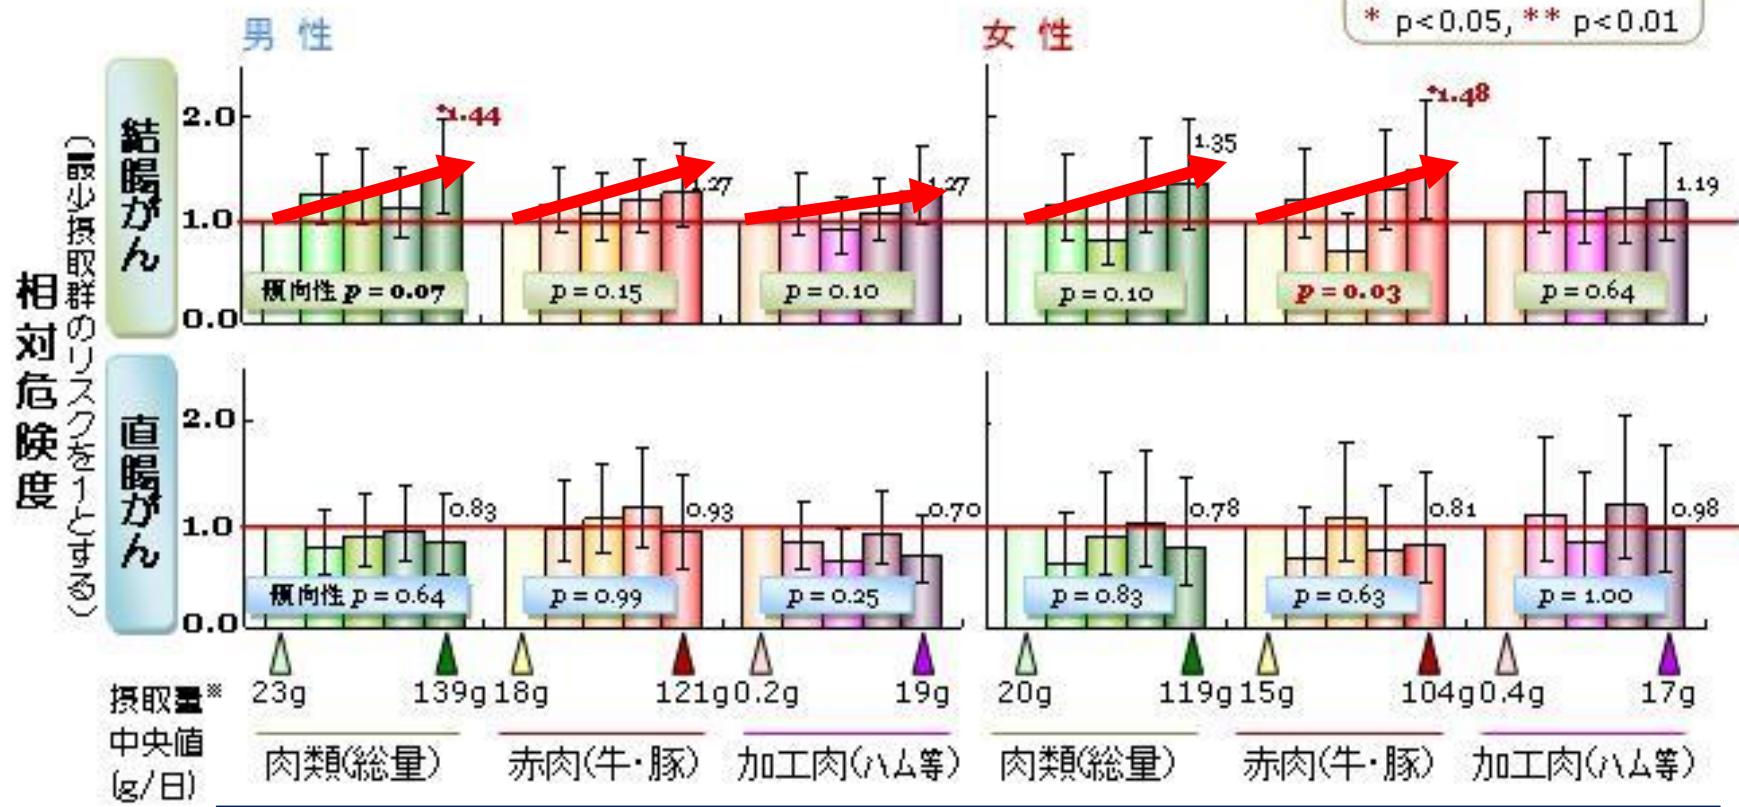 男 性
女 性
* p<0.05, ** p<0.01
相対危険度
(最少摂取群のリスクを1とする)
結腸がん
2.0
1.0
0.0
*1.44
1.27
1.27
1.35
*1.48
1.19
傾向性 p = 0.07
p = 0.15
p = 0.10
p = 0.10
p = 0.03
p = 0.64
直腸がん
2.0
1.0
0.0
0.83
0.93
0.70
0.78
0.81
0.98
傾向性 p = 0.64
p = 0.99
p = 0.25
p = 0.83
p = 0.63
p = 1.00
摂取量※
中央値
(g/日)
23g 139g 18g 121g 0.2g 19g 20g 119g 15g 104g 0.4g 17g
肉類(総量) 赤肉(牛・豚) 加工肉(ハム等) 肉類(総量) 赤肉(牛・豚) 加工肉(ハム等)